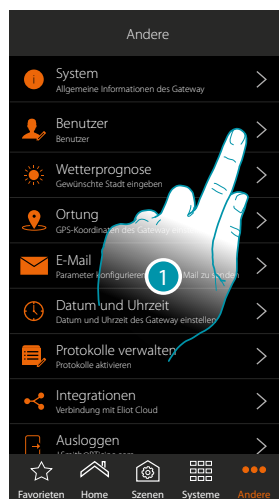 Andere
System
Allgemeine Informationen des Gateway
Benutzer
Benutzer
Wetterprognose
Gewünschte Stadt eingeben
Ortung
GPS-Koordinaten des Gateway
E-Mail
Parameter konfigurieren Mail zu senden
1
Datum und Uhrzeit
Datum und Uhrzeit des Gateway einstellen
Protokolle verwalten
Protokolle aktivieren
Integrationen
Verbindung mit Eliot Cloud
Ausloggen
Favorieten Home Szenen Systeme Andere